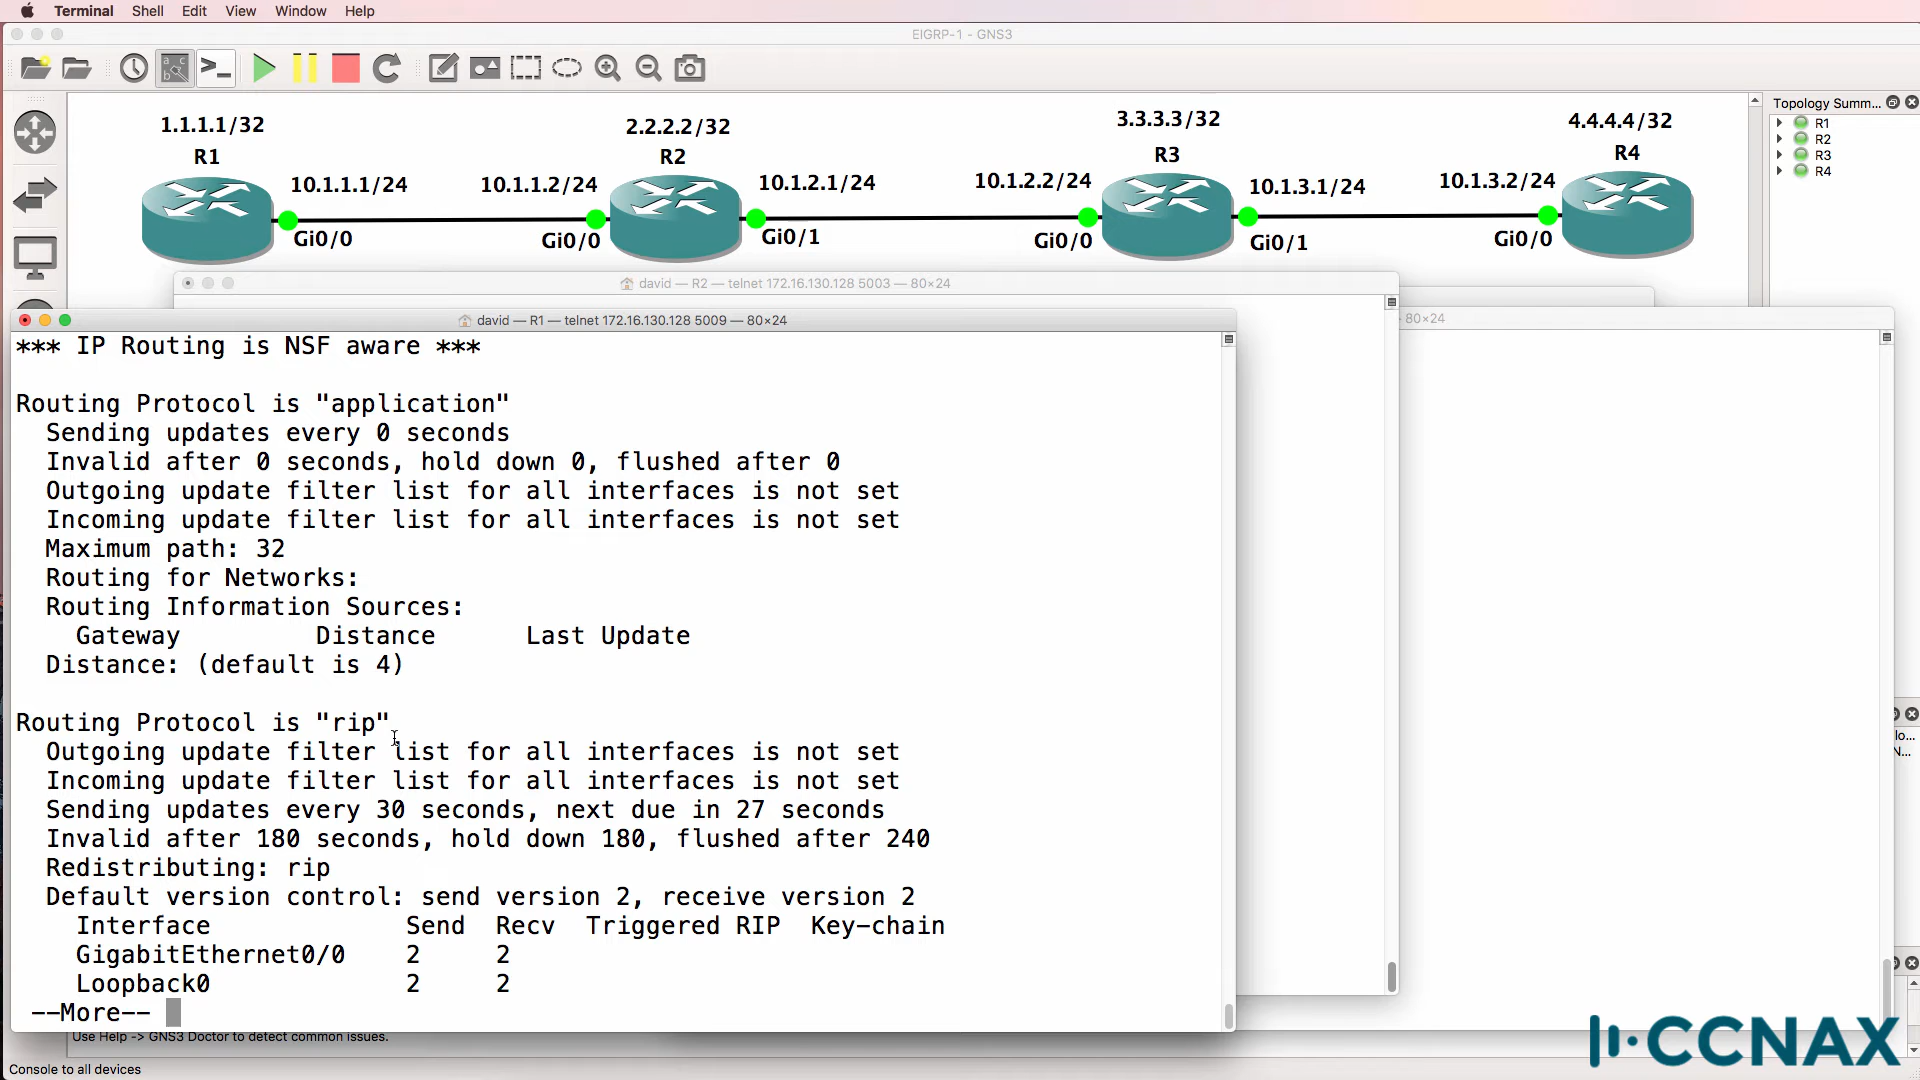 Terminal Shell Edit View Window Help
EIGRP-1 - GNS3
Topology Summ...
R1
R2
R3
R4
1.1.1.1/32
2.2.2.2/32
3.3.3.3/32
4.4.4.4/32
R1
R2
R3
R4
10.1.1.1/24
10.1.1.2/24
10.1.2.1/24
10.1.2.2/24
10.1.3.1/24
10.1.3.2/24
Gi0/0
Gi0/0
Gi0/1
Gi0/0
Gi0/1
Gi0/0
david — R2 — telnet 172.16.130.128 5003 — 80×24
- 80×24
david — R1 — telnet 172.16.130.128 5009 — 80×24
*** IP Routing is NSF aware ***
Routing Protocol is "application"
Sending updates every 0 seconds
Invalid after 0 seconds, hold down 0, flushed after 0
Outgoing update filter list for all interfaces is not set
Incoming update filter list for all interfaces is not set
Maximum path: 32
Routing for Networks:
Routing Information Sources:
Gateway Distance Last Update
Distance: (default is 4)
Routing Protocol is "rip"
Outgoing update filter list for all interfaces is not set
Incoming update filter list for all interfaces is not set
Sending updates every 30 seconds, next due in 27 seconds
Invalid after 180 seconds, hold down 180, flushed after 240
Redistributing: rip
Default version control: send version 2, receive version 2
Interface Send Recv Triggered RIP Key-chain
GigabitEthernet0/0 2 2
Loopback0 2 2
--More--
lo...
N...
Use Help -> GNS3 Doctor to detect common issues.
Console to all devices
CCNAX